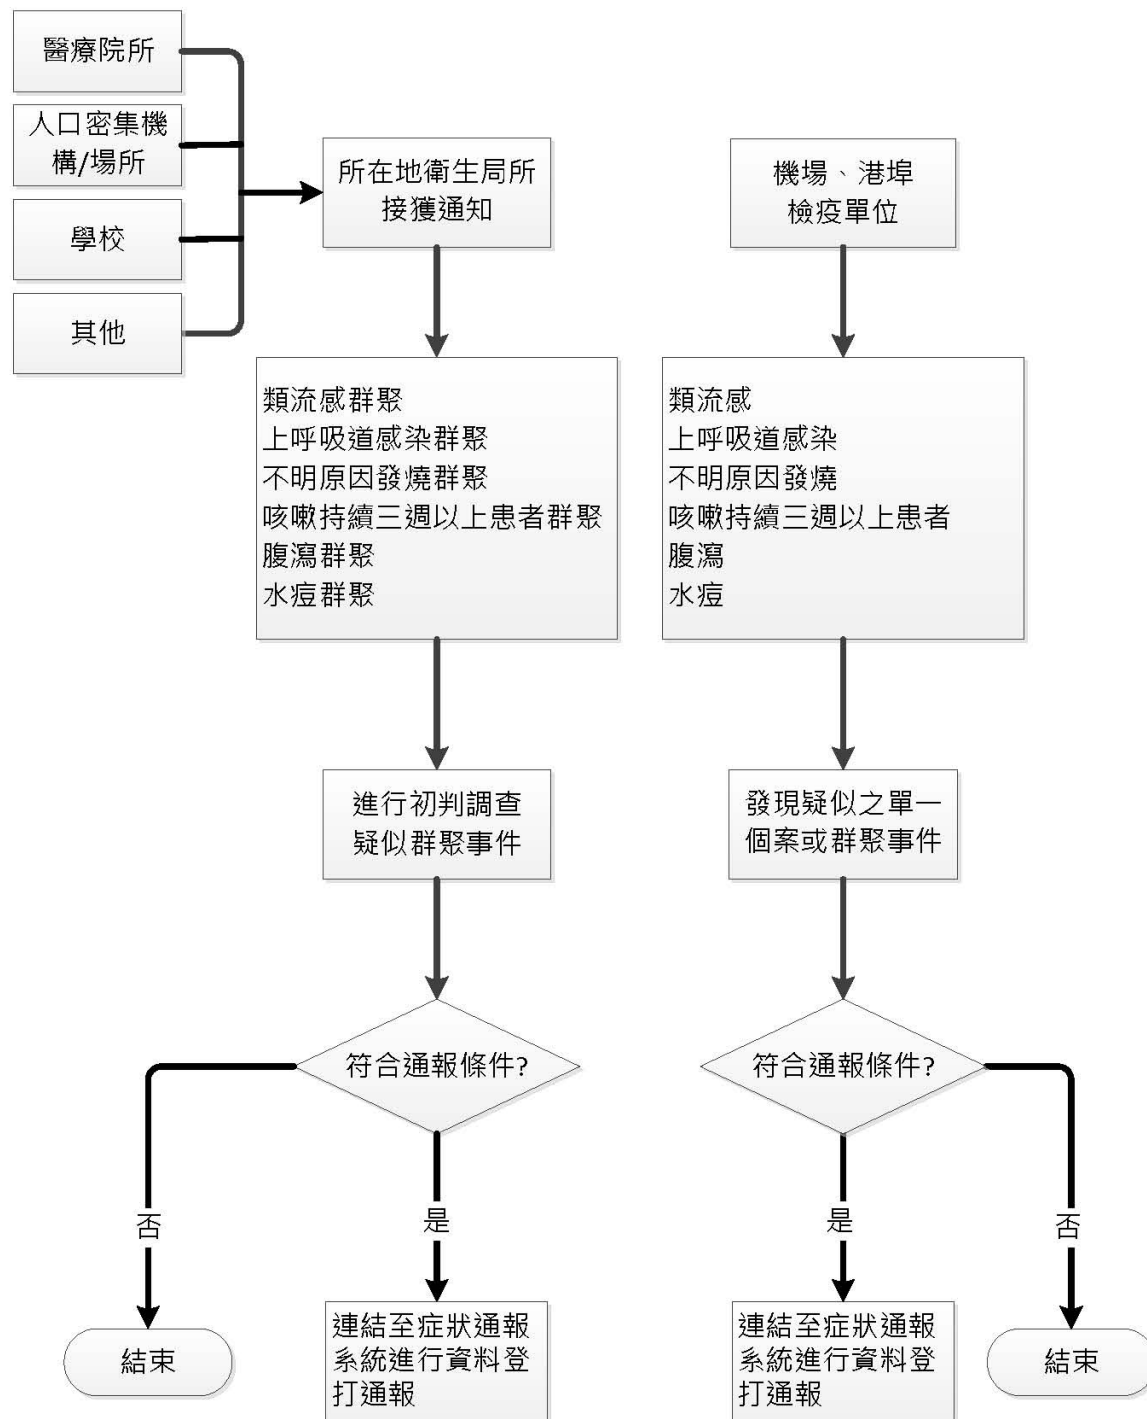 醫療院所
人口密集機
構/場所
學校
其他
所在地衛生局所
接獲通知
類流感群聚
上呼吸道感染群聚
不明原因發燒群聚
咳嗽持續三週以上患者群聚
腹瀉群聚
水痘群聚
進行初判調查
疑似群聚事件
符合通報條件?
否
是
結束
連結至症狀通報
系統進行資料登
打通報
機場、港埠
檢疫單位
類流感
上呼吸道感染
不明原因發燒
咳嗽持續三週以上患者
腹瀉
水痘
發現疑似之單一
個案或群聚事件
符合通報條件?
是
否
連結至症狀通報
系統進行資料登
打通報
結束